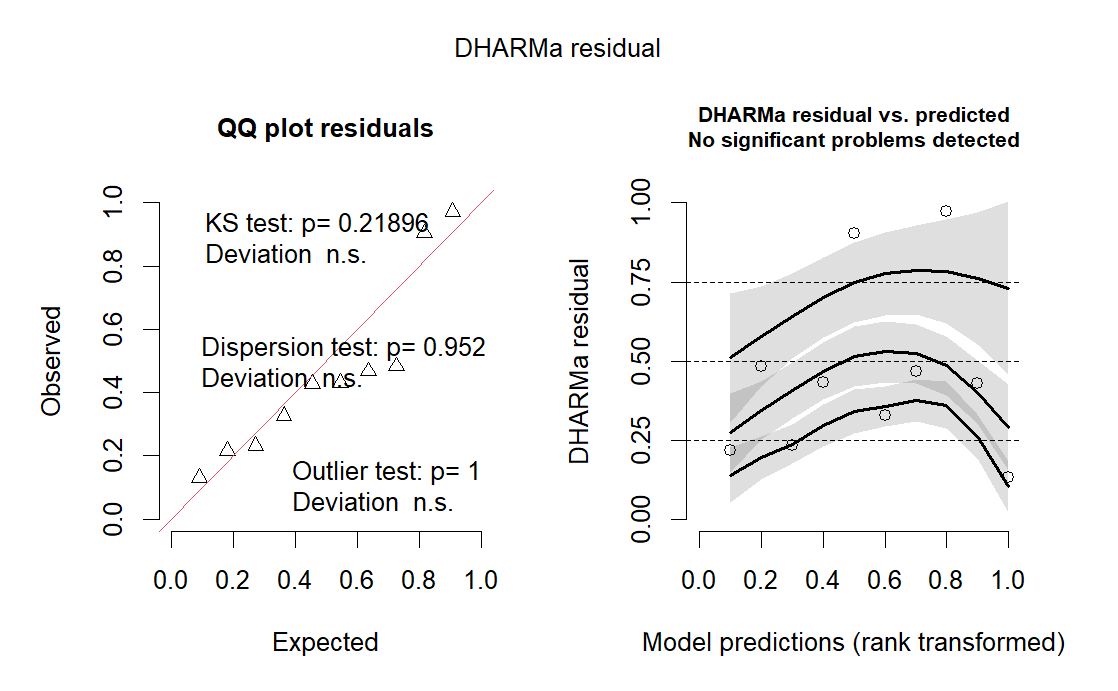 DHARMa residual
QQ plot residuals
KS test: p= 0.21896
Deviation  n.s.
Dispersion test: p= 0.952
Deviation  n.s.
Outlier test: p= 1
Deviation  n.s.
Observed
0.0 0.2 0.4 0.6 0.8 1.0
0.0 0.2 0.4 0.6 0.8 1.0
Expected
DHARMa residual vs. predicted
No significant problems detected
DHARMa residual
0.00 0.25 0.50 0.75 1.00
0.0 0.2 0.4 0.6 0.8 1.0
Model predictions (rank transformed)